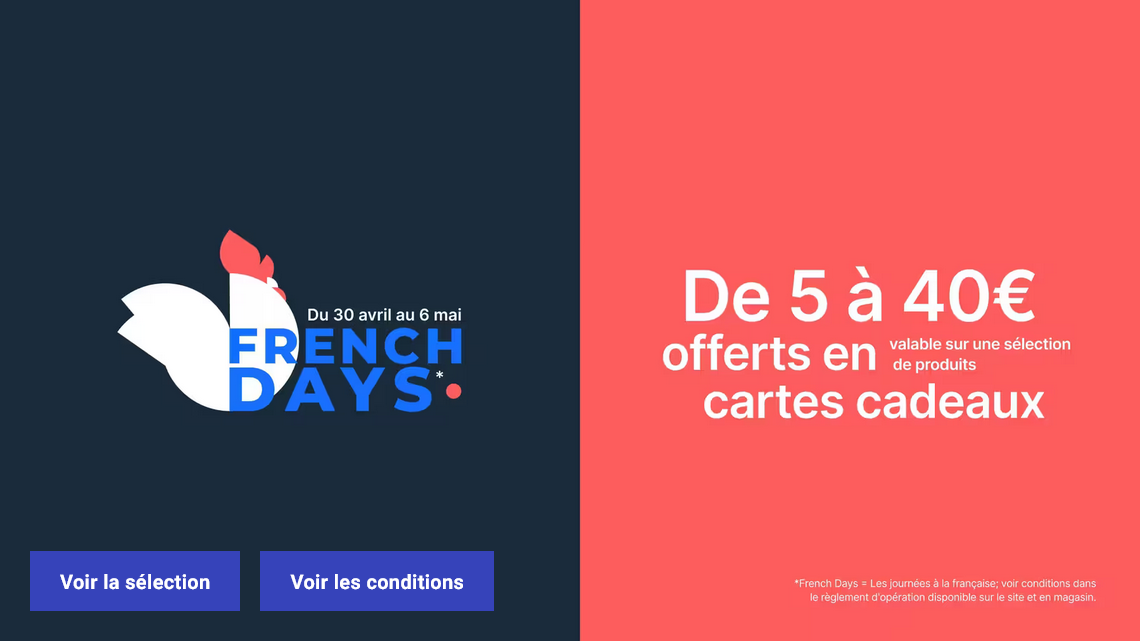 Du 30 avril au 6 mai
FRENCH
DAYS*
Voir la sélection
Voir les conditions
De 5 à 40€
offerts en valable sur une sélection
de produits
cartes cadeaux
*French Days = Les journées à la française; voir conditions dans
le règlement d'opération disponible sur le site et en magasin.